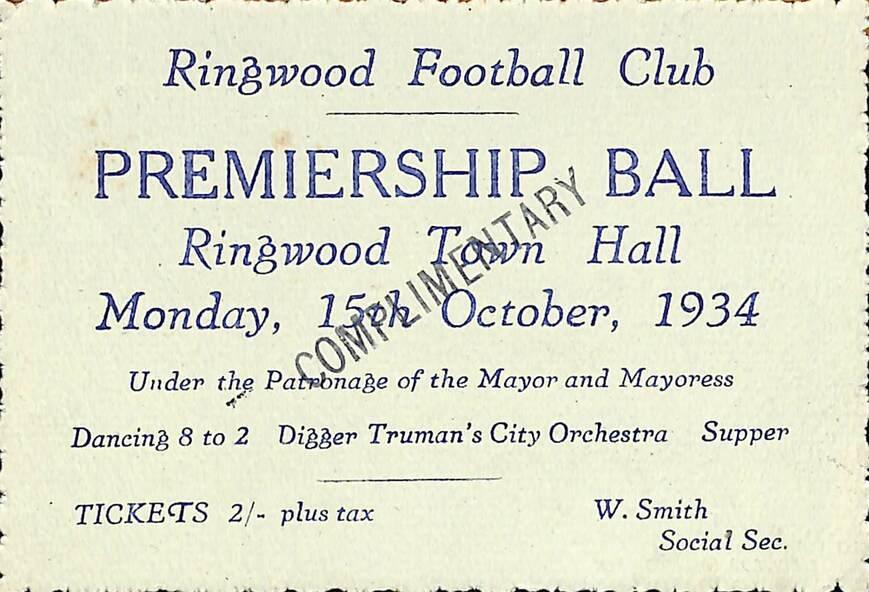 Ringwood Football Club
PREMIERSHIP BALL
Ringwood Town Hall
Monday, 15th October, 1934
COMPLIMENTARY
Under the Patronage of the Mayor and Mayoress
Dancing 8 to 2 Digger Truman's City Orchestra Supper
TICKETS 2/- plus tax
W. Smith
Social Sec.